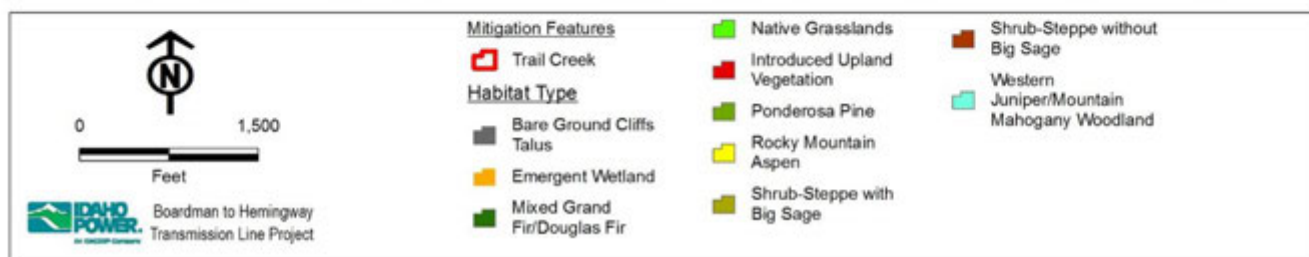 N
0 1,500
Feet
IDAHO
POWER.
An IDACORP Company
Boardman to Hemingway
Transmission Line Project
Mitigation Features
Trail Creek
Habitat Type
Bare Ground Cliffs
Talus
Emergent Wetland
Mixed Grand
Fir/Douglas Fir
Native Grasslands
Introduced Upland
Vegetation
Ponderosa Pine
Rocky Mountain
Aspen
Shrub-Steppe with
Big Sage
Shrub-Steppe without
Big Sage
Western
Juniper/Mountain
Mahogany Woodland